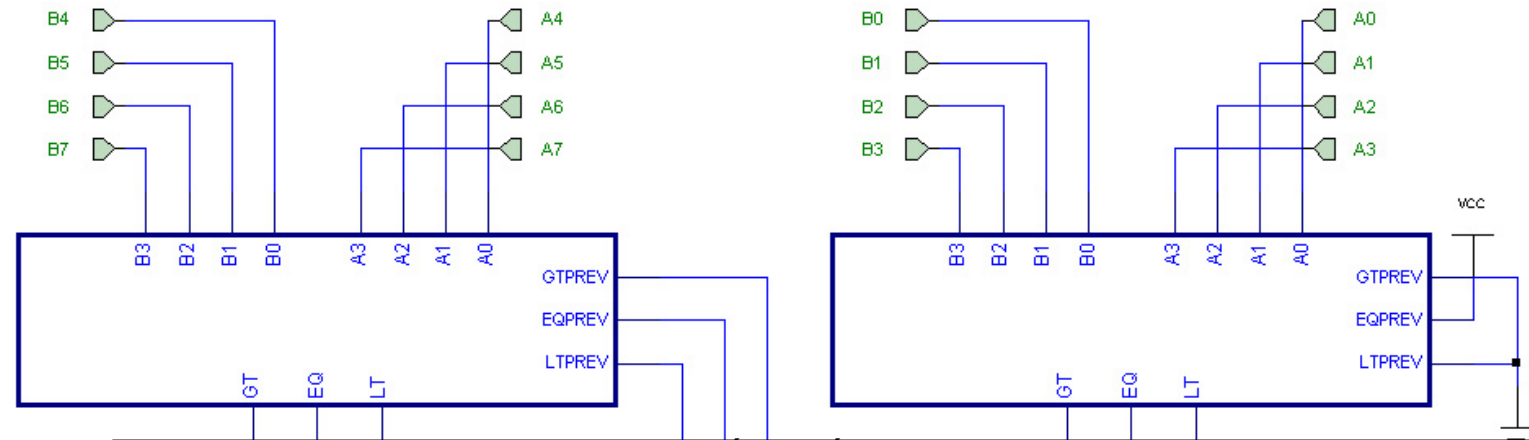 B4 A4 B0 A0
B5 A5 B1 A1
B6 A6 B2 A2
B7 A7 B3 A3
VCC
B3 B2 B1 B0 A3 A2 A1 A0 B3 B2 B1 B0 A3 A2 A1 A0
GTPREV GTPREV
EQPREV EQPREV
LTPREV LTPREV
GT EQ LT GT EQ LT